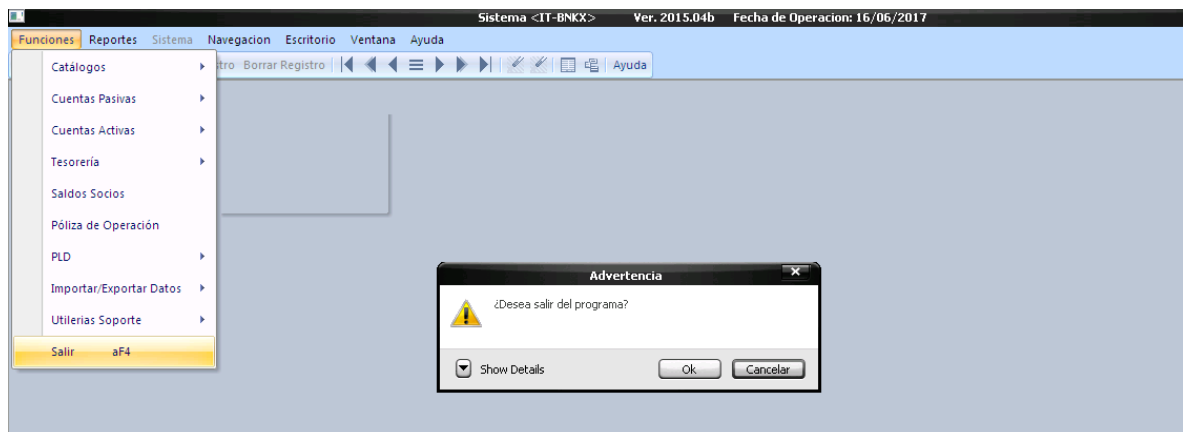 Sistema <IT-BNKX> Ver. 2015.04b Fecha de Operacion: 16/06/2017
Funciones Reportes Sistema Navegacion Escritorio Ventana Ayuda
Borrar Registro Ayuda
Catálogos
Cuentas Pasivas
Cuentas Activas
Tesorería
Saldos Socios
Póliza de Operación
PLD
Importar/Exportar Datos
Utilerias Soporte
Salir aF4
Advertencia
¿Desea salir del programa?
Show Details Ok Cancelar